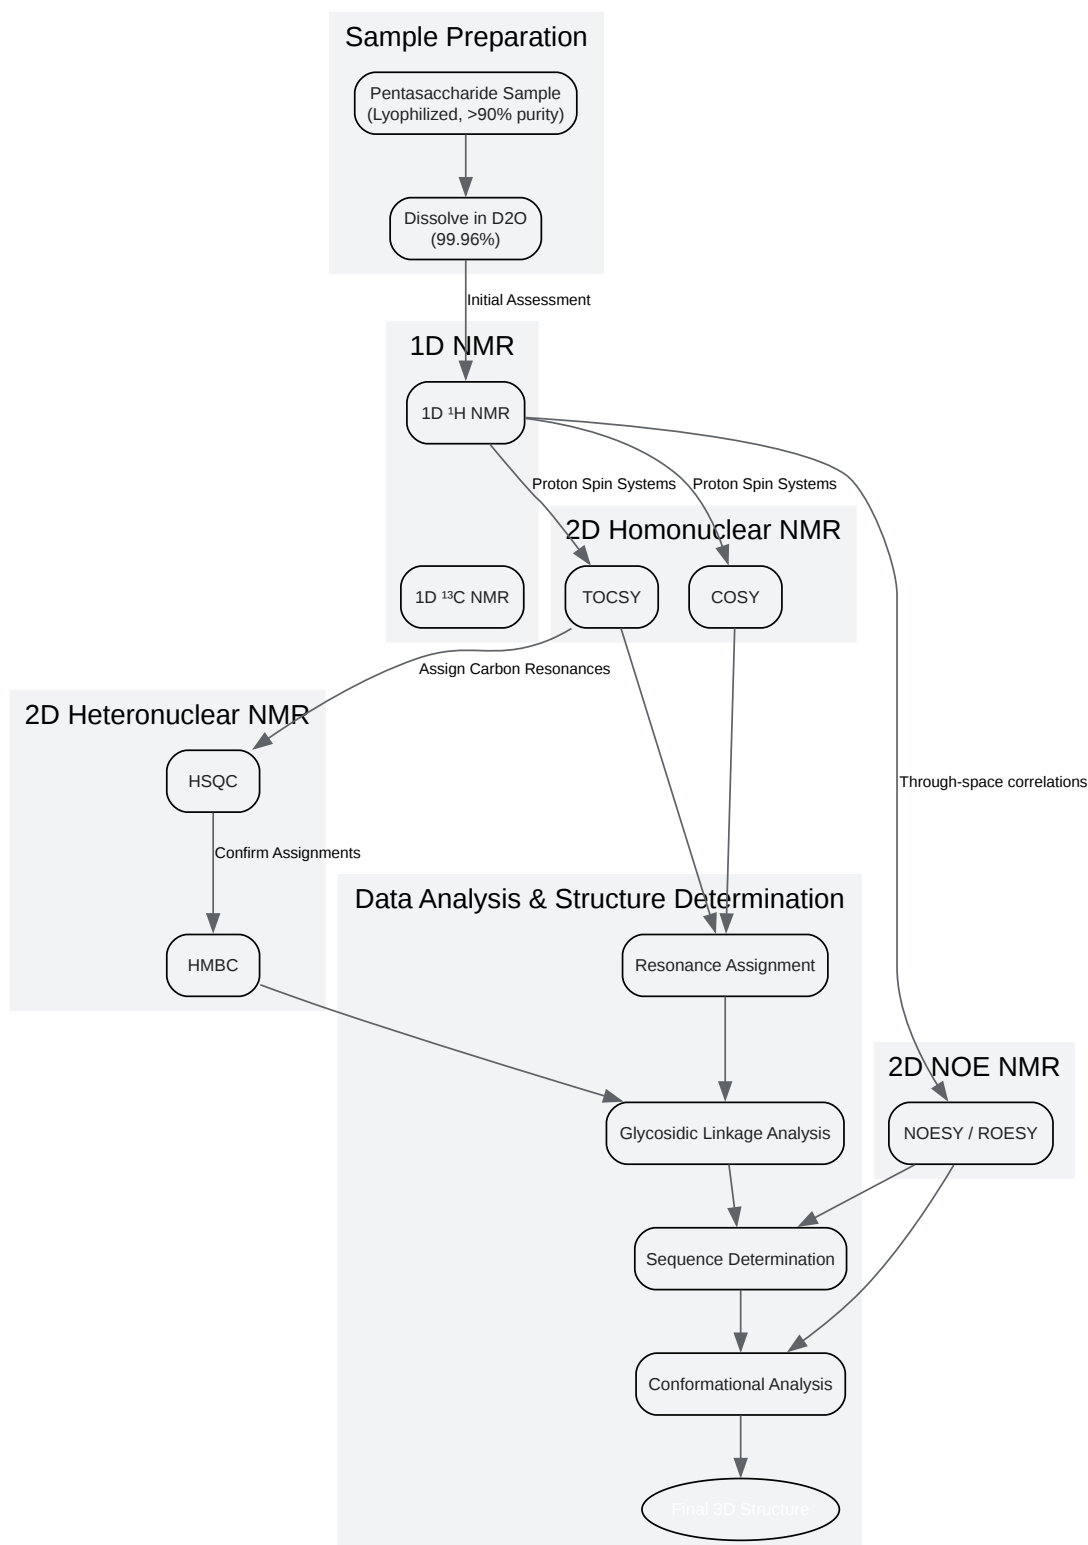 Sample Preparation
Pentasaccharide Sample
(Lyophilized, >90% purity)
Dissolve in D2O
(99.96%)
Initial Assessment
1D NMR
1D ¹H NMR
Proton Spin Systems
Proton Spin Systems
2D Homonuclear NMR
1D ¹³C NMR
TOCSY
COSY
Assign Carbon Resonances
2D Heteronuclear NMR
HSQC
Through-space correlations
Confirm Assignments
Data Analysis & Structure Determination
HMBC
Resonance Assignment
2D NOE NMR
Glycosidic Linkage Analysis
NOESY / ROESY
Sequence Determination
Conformational Analysis
Final 3D Structure